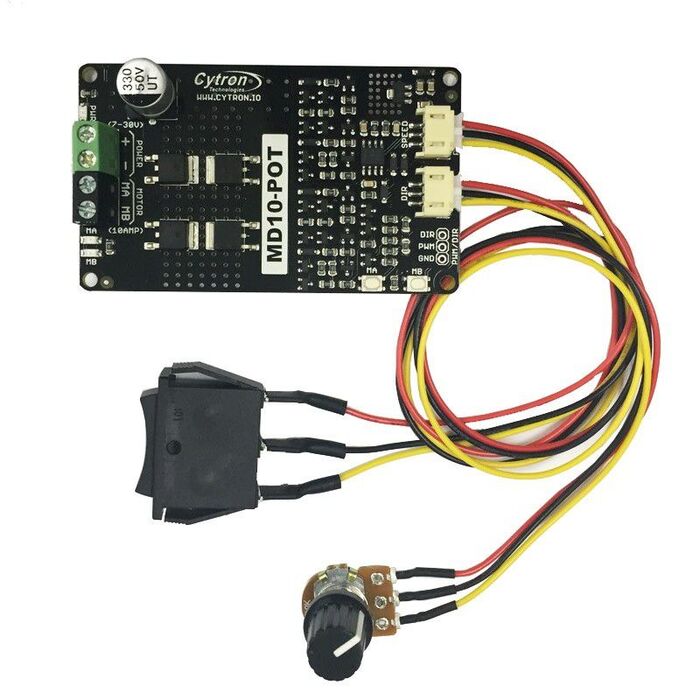 330
50V
UT
Cytron
Technologies
WWW.CYTRON.IO
PWR
(7-30V)
+
-
POWER
MA MB
MOTOR
(10AMP)
MA
MB
MD10-POT
SPEED
DIR
DIR
PWM
GND
PWM/DIR
MA
MB